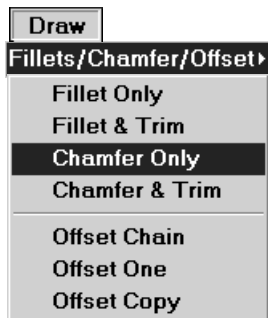 Draw
Fillets/Chamfer/Offset
Fillet Only
Fillet & Trim
Chamfer Only
Chamfer & Trim
Offset Chain
Offset One
Offset Copy